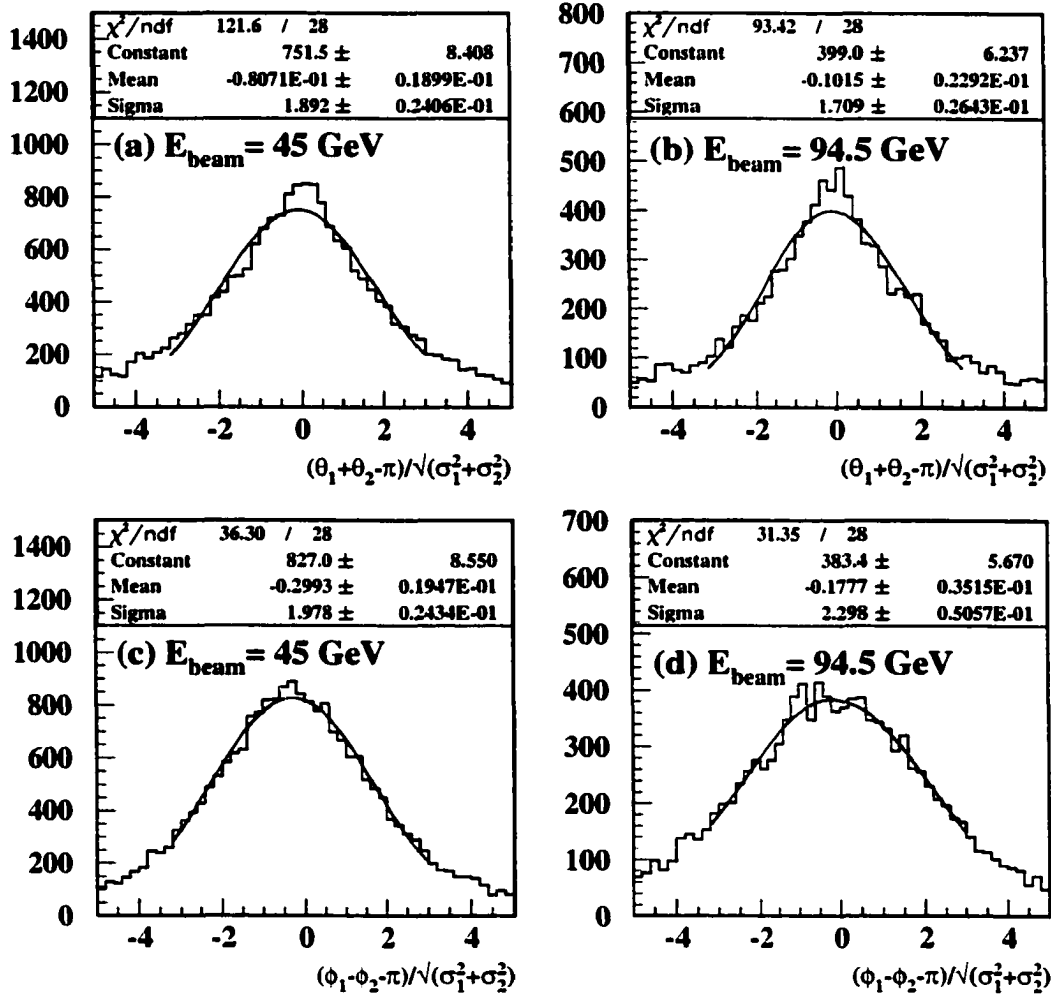 χ²/ndf 121.6 / 28
Constant 751.5 ± 8.408
Mean -0.8071E-01 ± 0.1899E-01
Sigma 1.892 ± 0.2406E-01
(a) E_beam = 45 GeV
1400
1200
1000
800
600
400
200
0
-4 -2 0 2 4
(θ₁+θ₂-π)/√(σ₁²+σ₂²)
χ²/ndf 93.42 / 28
Constant 399.0 ± 6.237
Mean -0.1015 ± 0.2292E-01
Sigma 1.709 ± 0.2643E-01
(b) E_beam = 94.5 GeV
800
700
600
500
400
300
200
100
0
-4 -2 0 2 4
(θ₁+θ₂-π)/√(σ₁²+σ₂²)
χ²/ndf 36.30 / 28
Constant 827.0 ± 8.550
Mean -0.2993 ± 0.1947E-01
Sigma 1.978 ± 0.2434E-01
(c) E_beam = 45 GeV
1400
1200
1000
800
600
400
200
0
-4 -2 0 2 4
(ϕ₁-ϕ₂-π)/√(σ₁²+σ₂²)
χ²/ndf 31.35 / 28
Constant 383.4 ± 5.670
Mean -0.1777 ± 0.3515E-01
Sigma 2.298 ± 0.5057E-01
(d) E_beam = 94.5 GeV
700
600
500
400
300
200
100
0
-4 -2 0 2 4
(ϕ₁-ϕ₂-π)/√(σ₁²+σ₂²)